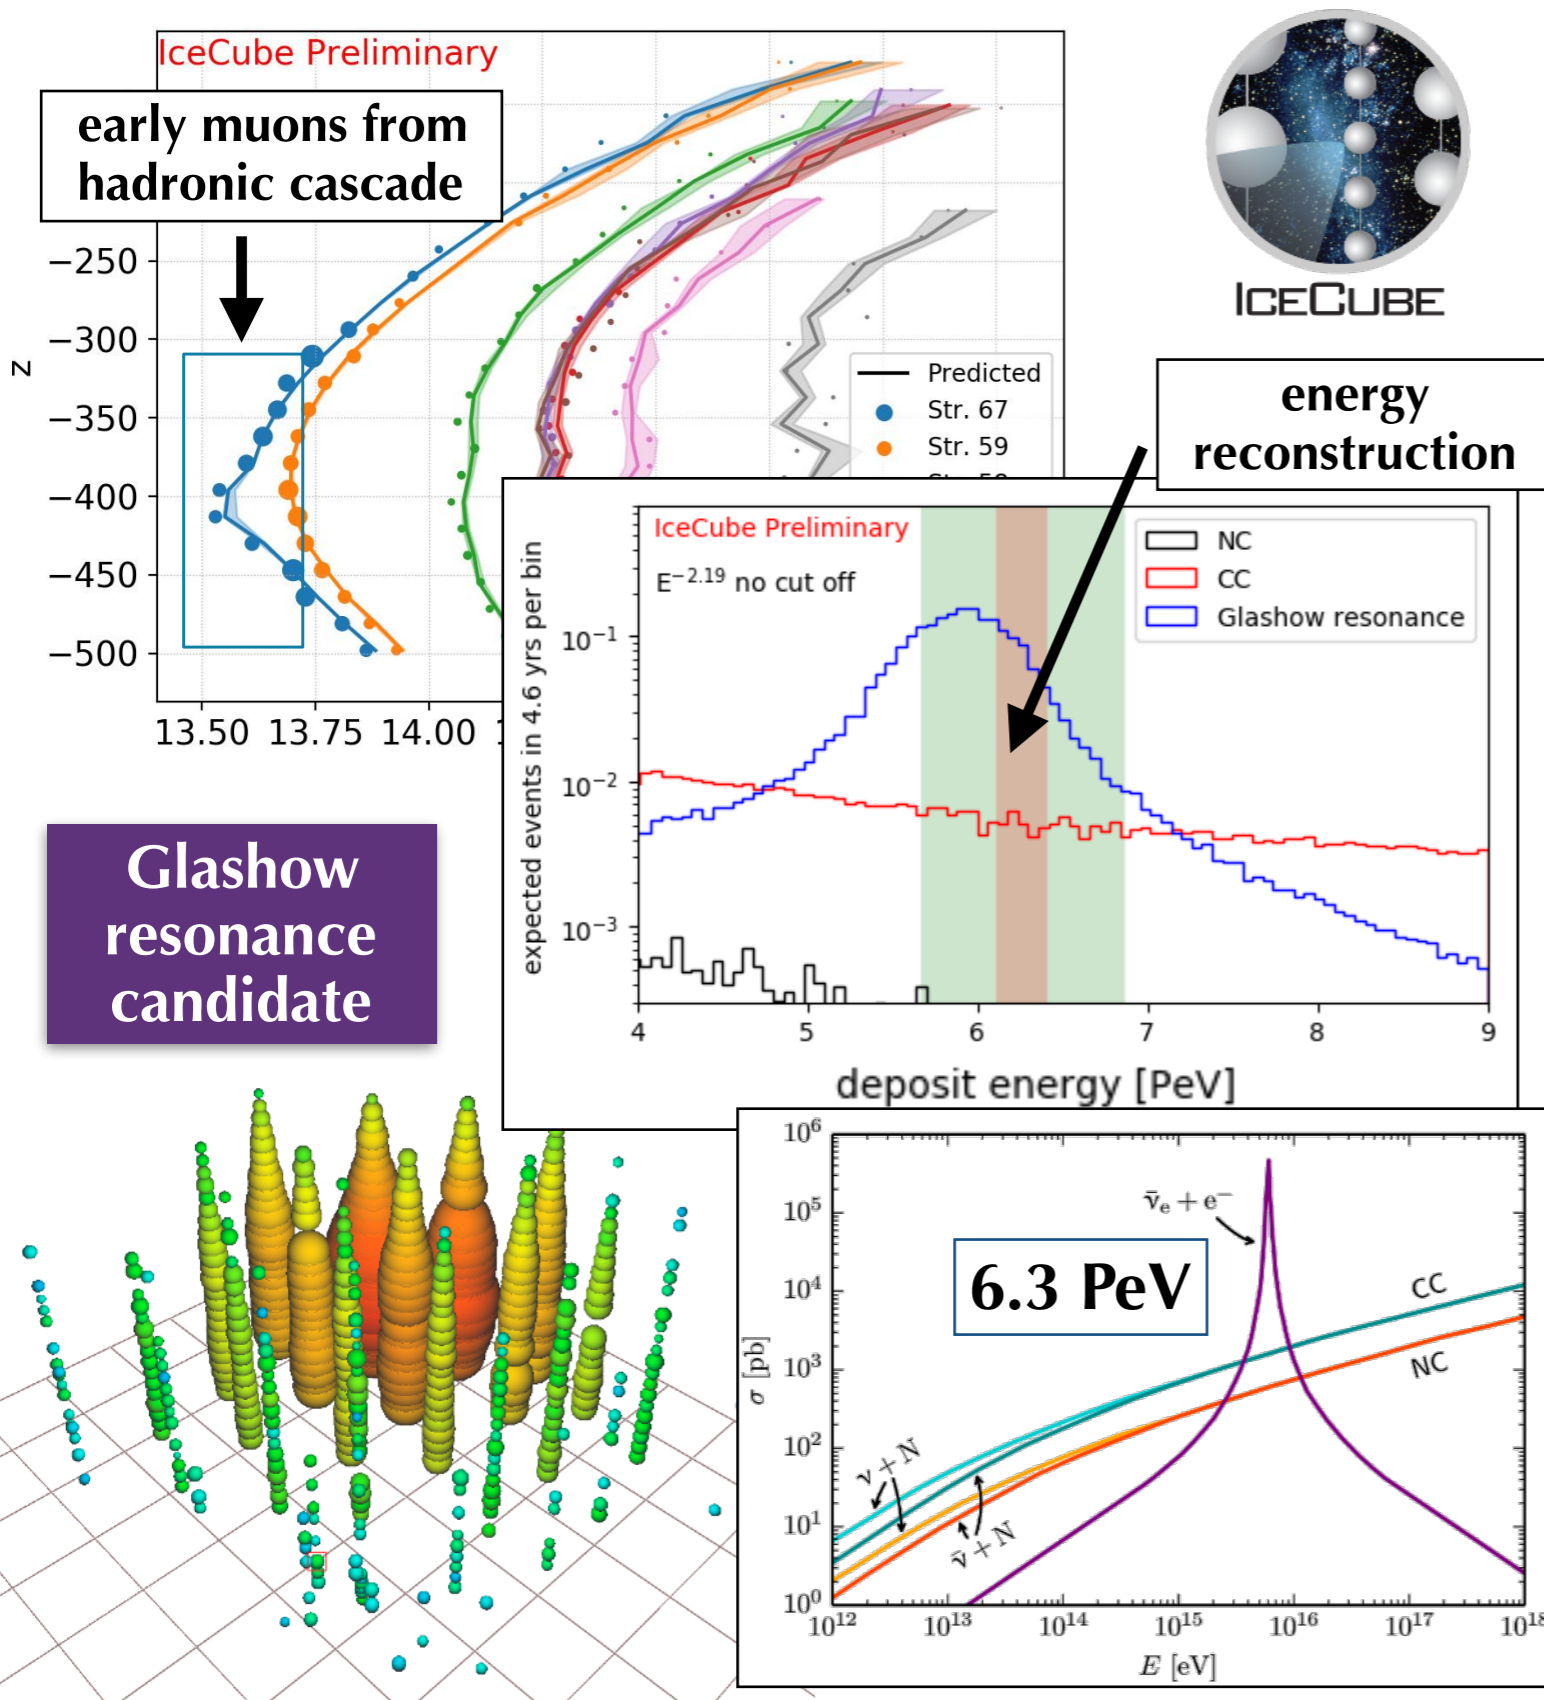 IceCube Preliminary
early muons from
hadronic cascade
−250
−300
−350
−400
−450
−500
z
13.50 13.75 14.00
Predicted
Str. 67
Str. 59
ICECUBE
energy
reconstruction
IceCube Preliminary
E−2.19 no cut off
NC
CC
Glashow resonance
expected events in 4.6 yrs per bin
10−1
10−2
10−3
4 5 6 7 8 9
deposit energy [PeV]
Glashow
resonance
candidate
106
105
104
103
102
101
100
σ [pb]
ν̄e + e−
6.3 PeV
CC
NC
ν + N
ν̄ + N
1012 1013 1014 1015 1016 1017 1018
E [eV]